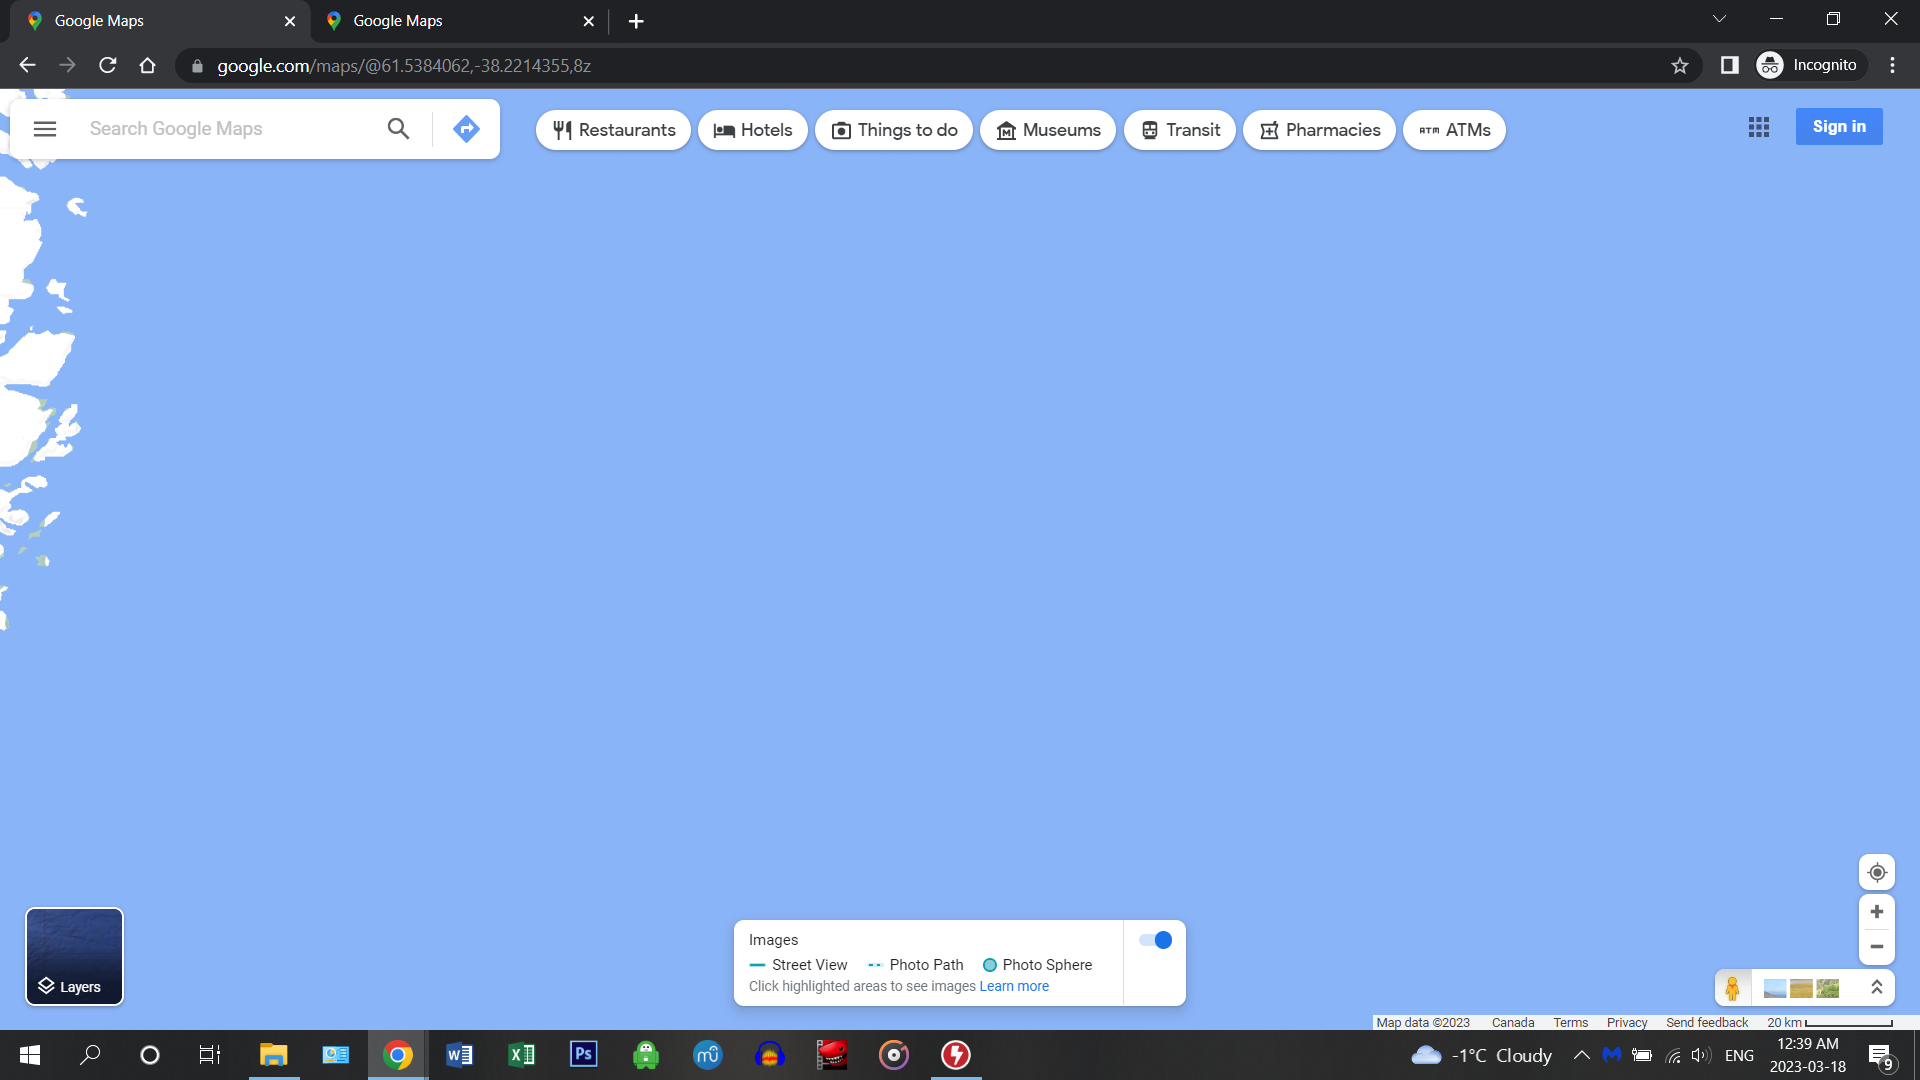 Google Maps
Google Maps
google.com/maps/@61.5384062,-38.2214355,8z
Incognito
Search Google Maps
Restaurants
Hotels
Things to do
Museums
Transit
Pharmacies
ATM ATMs
Sign in
Layers
Images
Street View
Photo Path
Photo Sphere
Click highlighted areas to see images Learn more
Map data ©2023
Canada
Terms
Privacy
Send feedback
20 km
W
X
Ps
mü
-1°C Cloudy
ENG
12:39 AM
2023-03-18
9